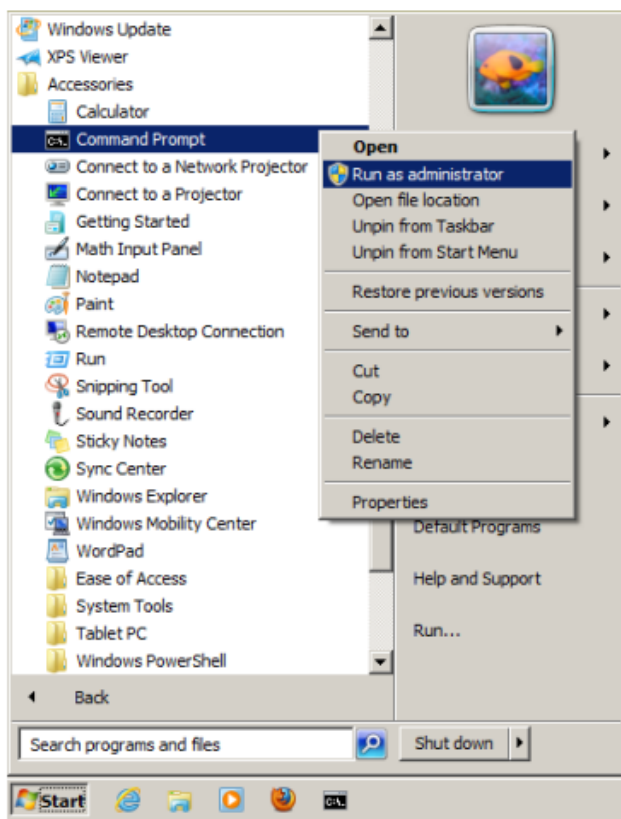 Windows Update
XPS Viewer
Accessories
Calculator
Command Prompt
Connect to a Network Projector
Connect to a Projector
Getting Started
Math Input Panel
Notepad
Paint
Remote Desktop Connection
Run
Snipping Tool
Sound Recorder
Sticky Notes
Sync Center
Windows Explorer
Windows Mobility Center
WordPad
Ease of Access
System Tools
Tablet PC
Windows PowerShell
Back
Search programs and files
Open
Run as administrator
Open file location
Unpin from Taskbar
Unpin from Start Menu
Restore previous versions
Send to
Cut
Copy
Delete
Rename
Properties
Default Programs
Help and Support
Run...
Shut down
Start